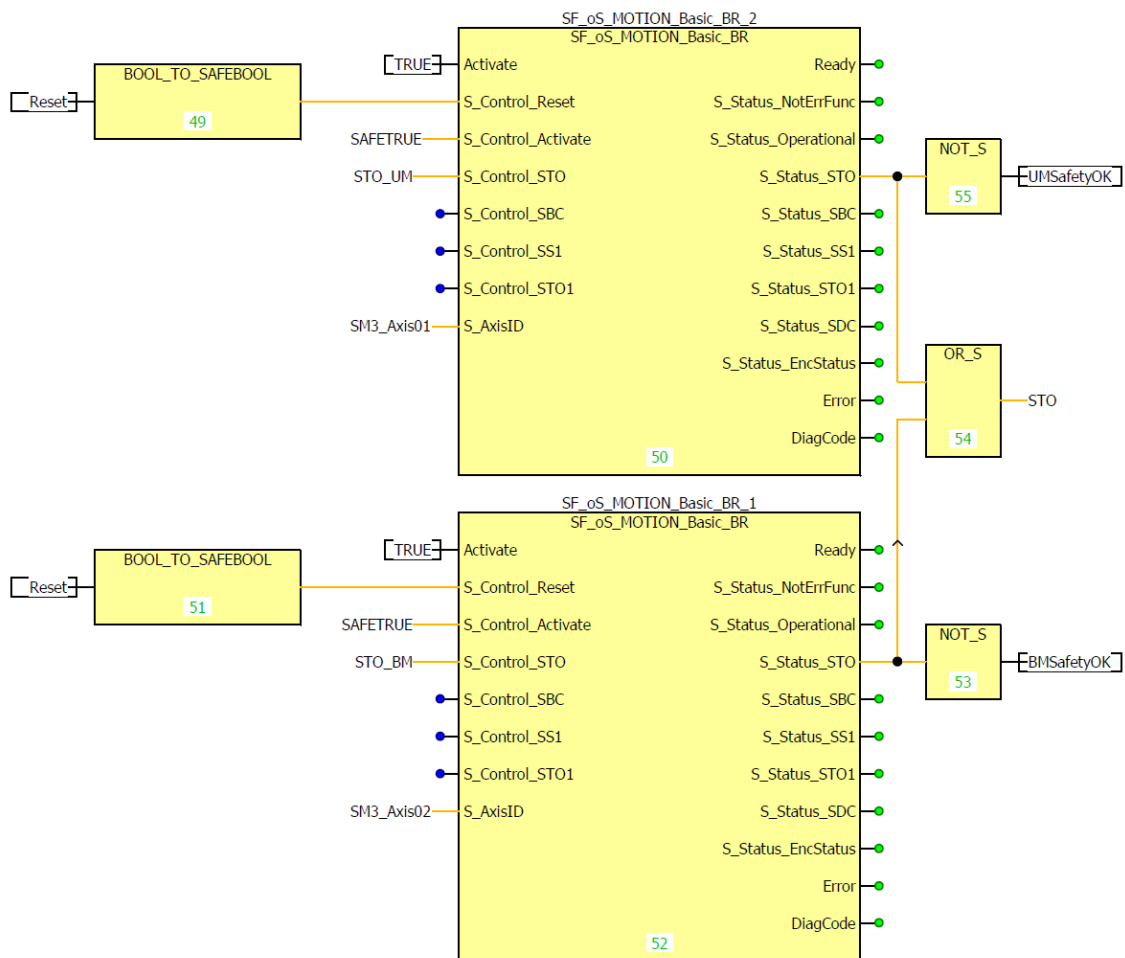 SF_oS_MOTION_Basic_BR_2
SF_oS_MOTION_Basic_BR
TRUE Activate Ready
BOOL_TO_SAFEBOOL
Reset S_Control_Reset S_Status_NotErrFunc
49
SAFETRUE S_Control_Activate S_Status_Operational
NOT_S
STO_UM S_Control_STO S_Status_STO UMSafetyOK
55
S_Control_SBC S_Status_SBC
S_Control_SS1 S_Status_SS1
S_Control_STO1 S_Status_STO1
SM3_Axis01 S_AxisID S_Status_SDC
OR_S
S_Status_EncStatus
Error STO
DiagCode 54
50
SF_oS_MOTION_Basic_BR_1
SF_oS_MOTION_Basic_BR
TRUE Activate Ready
BOOL_TO_SAFEBOOL
Reset S_Control_Reset S_Status_NotErrFunc
51
SAFETRUE S_Control_Activate S_Status_Operational
NOT_S
STO_BM S_Control_STO S_Status_STO BMSafetyOK
53
S_Control_SBC S_Status_SBC
S_Control_SS1 S_Status_SS1
S_Control_STO1 S_Status_STO1
SM3_Axis02 S_AxisID S_Status_SDC
S_Status_EncStatus
Error
DiagCode
52